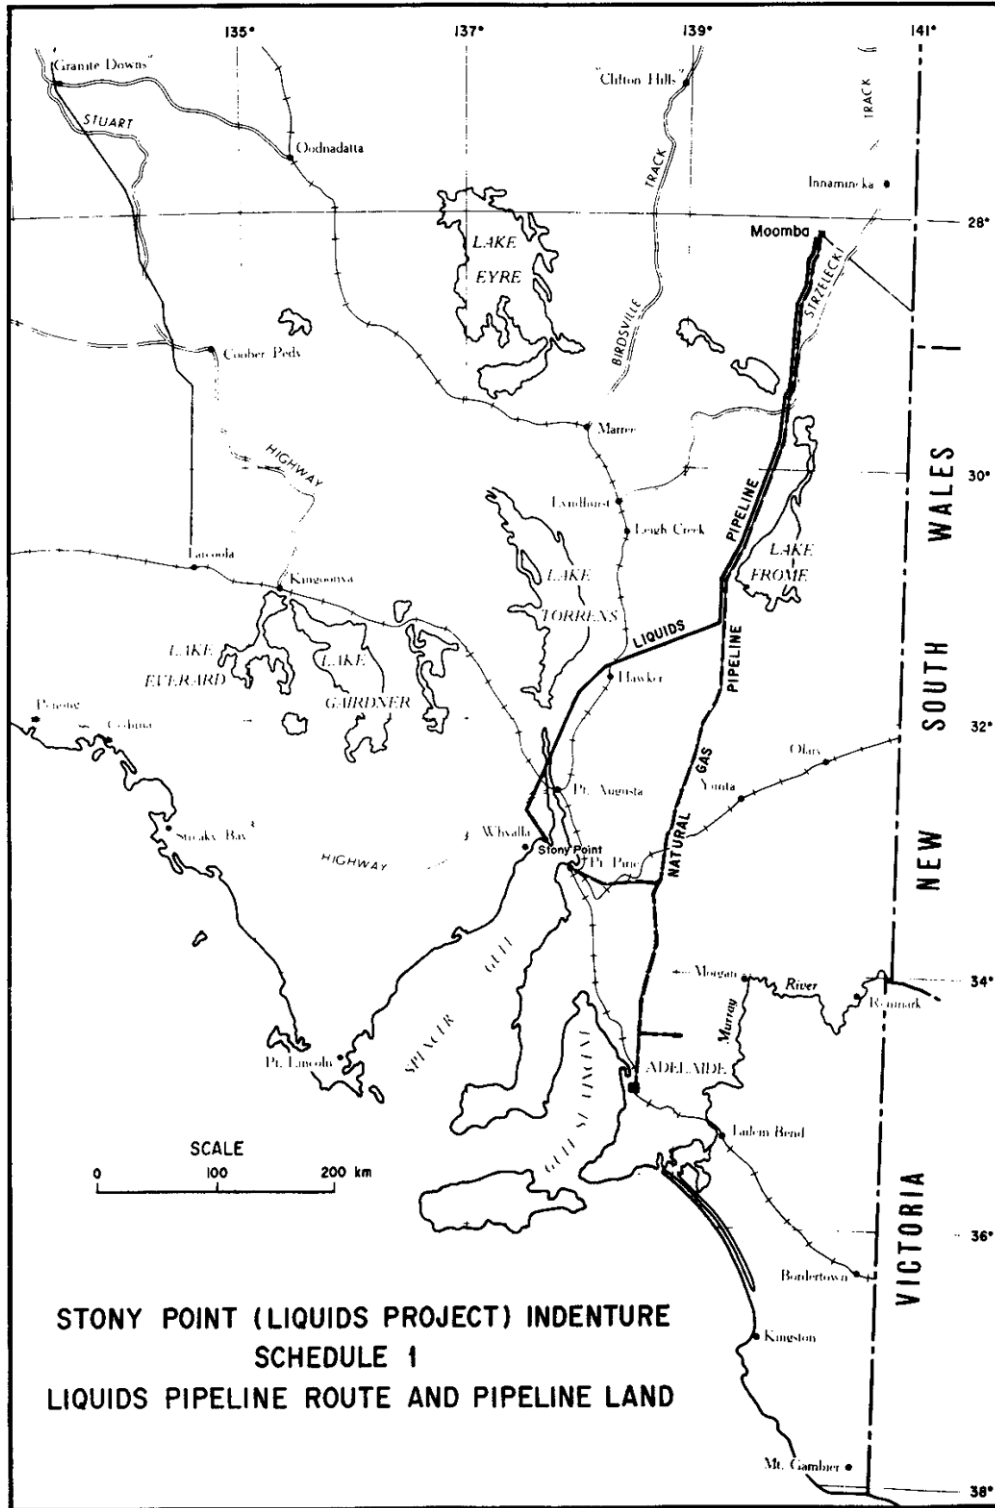 135° 137° 139° 141°
"Granite Downs"
"Clifton Hills"
TRACK
STUART
Oodnadatta
TRACK
Innamincka
28°
Moomba
LAKE
EYRE
STRZELECKI
BIRDSVILLE
Coober Pedy
Marree
HIGHWAY
30°
Lyndhurst
Leigh Creek
PIPELINE
LAKE
FROME
Tarcoola
Kingoonya
LAKE
TORRENS
LIQUIDS
PIPELINE
LAKE
EVERARD
LAKE
GAIRDNER
Hawker
NEW SOUTH WALES
Penong
Ceduna
32°
Olary
GAS
Yunta
Pt. Augusta
NATURAL
Streaky Bay
Whyalla
Stony Point
Pt. Pirie
HIGHWAY
GULF
SPENCER
Morgan
River
34°
Renmark
Murray
Pt. Lincoln
GULF ST. VINCENT
ADELAIDE
Tailem Bend
SCALE
0 100 200 km
VICTORIA
36°
Bordertown
Kingston
STONY POINT (LIQUIDS PROJECT) INDENTURE
SCHEDULE 1
LIQUIDS PIPELINE ROUTE AND PIPELINE LAND
Mt. Gambier
38°